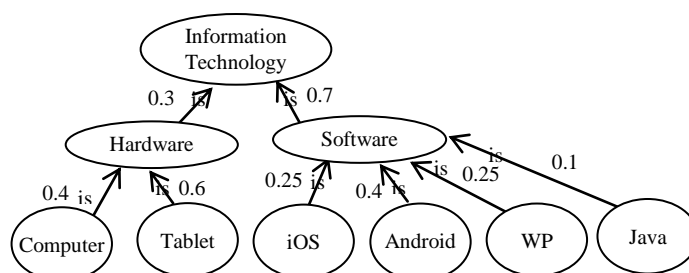 Information
Technology
0.3 is is 0.7
Hardware Software
0.4 is is 0.6 0.25 is 0.4 is is 0.25 is 0.1
Computer Tablet iOS Android WP Java